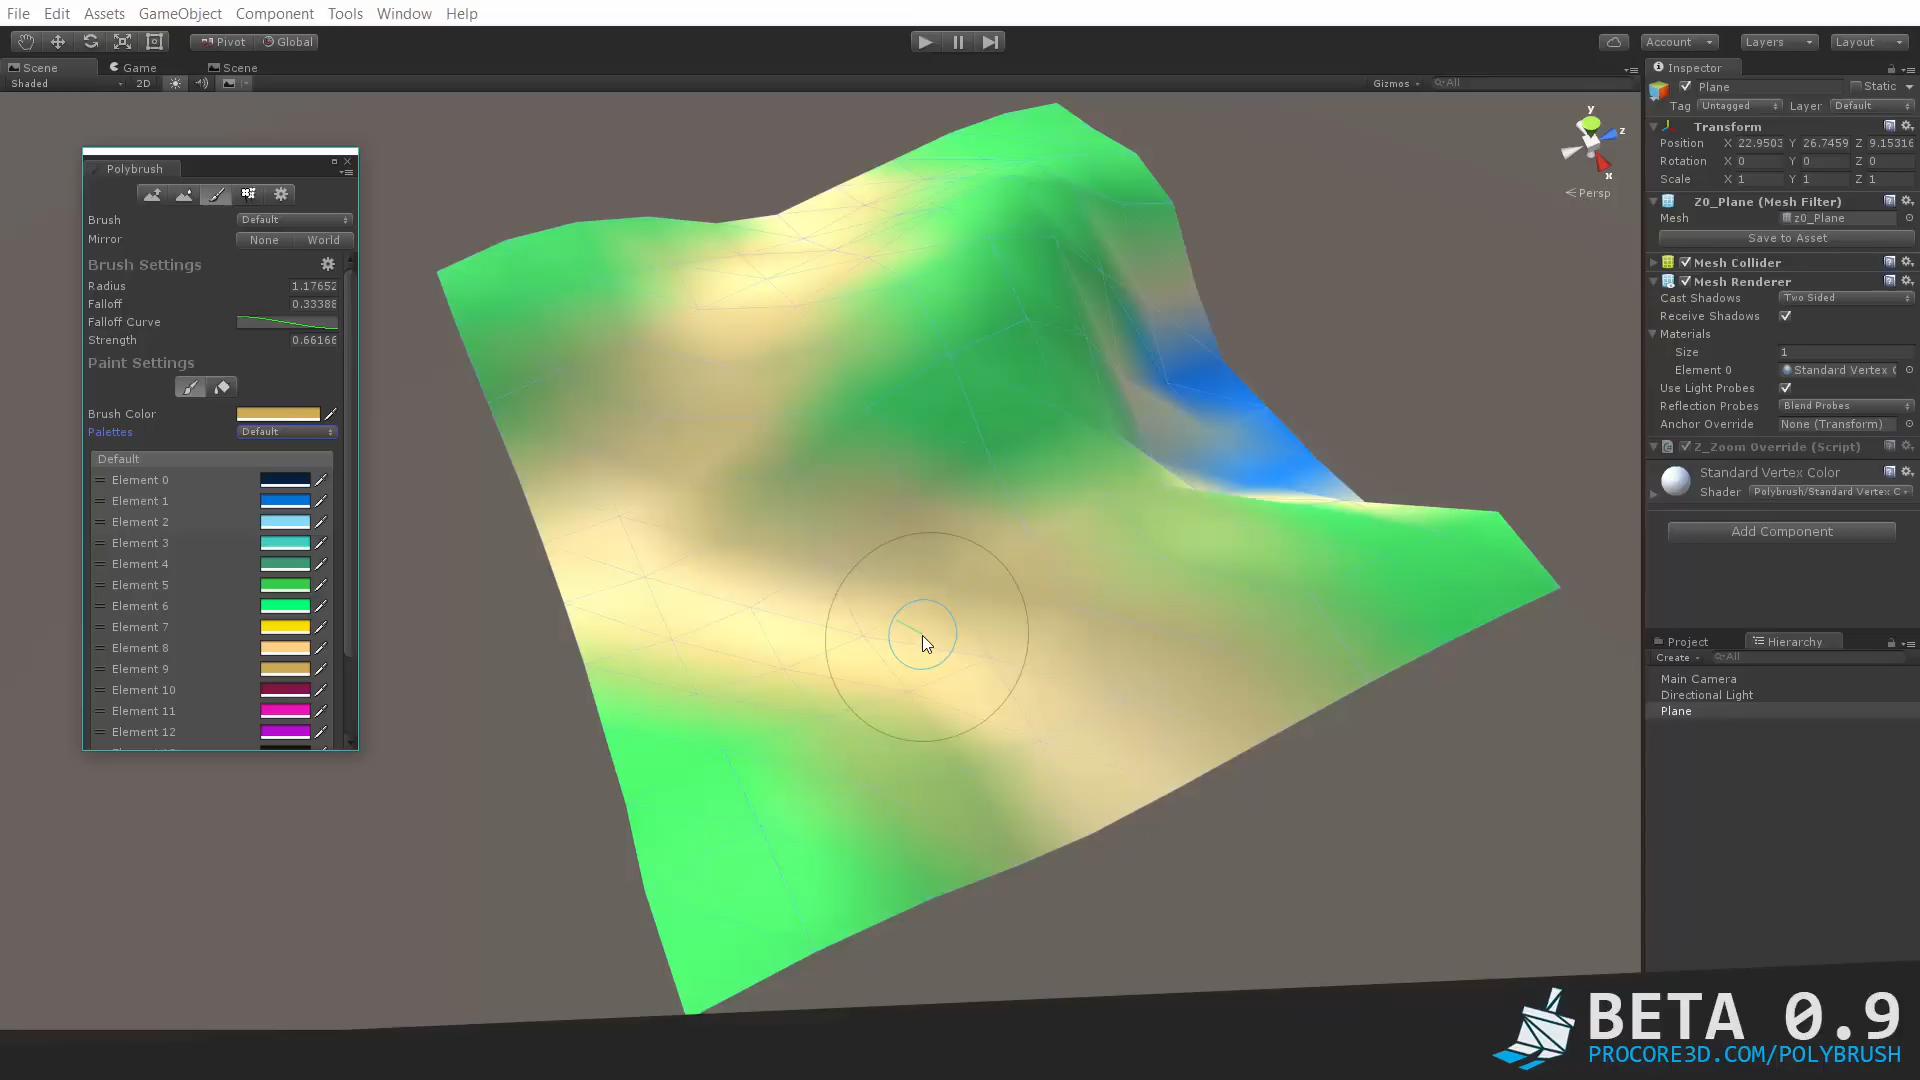 File Edit Assets GameObject Component Tools Window Help
Pivot Global
Account Layers Layout
Scene Game Scene
Shaded 2D Gizmos All
y z x
Persp
Polybrush
Brush Default
Mirror None World
Brush Settings
Radius 1.17652
Falloff 0.33388
Falloff Curve
Strength 0.66166
Paint Settings
Brush Color
Palettes Default
Default
Element 0
Element 1
Element 2
Element 3
Element 4
Element 5
Element 6
Element 7
Element 8
Element 9
Element 10
Element 11
Element 12
Inspector
Plane Static
Tag Untagged Layer Default
Transform
Position X 22.9503 Y 26.7459 Z 9.15316
Rotation X 0 Y 0 Z 0
Scale X 1 Y 1 Z 1
Z0_Plane (Mesh Filter)
Mesh z0_Plane
Save to Asset
Mesh Collider
Mesh Renderer
Cast Shadows Two Sided
Receive Shadows
Materials
Size 1
Element 0 Standard Vertex C
Use Light Probes
Reflection Probes Blend Probes
Anchor Override None (Transform)
Z_Zoom Override (Script)
Standard Vertex Color
Shader Polybrush/Standard Vertex C
Add Component
Project Hierarchy
Create All
Main Camera
Directional Light
Plane
BETA 0.9
PROCORE3D.COM/POLYBRUSH